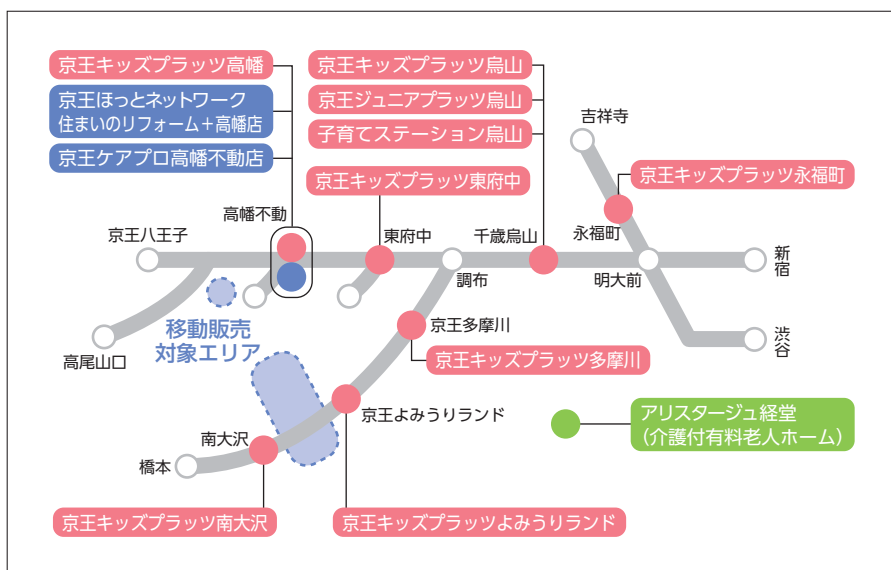 京王キッズプラッツ高幡
京王ほっとネットワーク
住まいのリフォーム＋高幡店
京王ケアプロ高幡不動店
京王キッズプラッツ烏山
京王ジュニアプラッツ烏山
子育てステーション烏山
京王キッズプラッツ東府中
吉祥寺
京王キッズプラッツ永福町
京王八王子
高幡不動
東府中
千歳烏山
永福町
調布
明大前
新宿
渋谷
高尾山口
移動販売
対象エリア
京王多摩川
京王キッズプラッツ多摩川
京王よみうりランド
アリスタージュ経堂
（介護付有料老人ホーム）
南大沢
橋本
京王キッズプラッツ南大沢
京王キッズプラッツよみうりランド